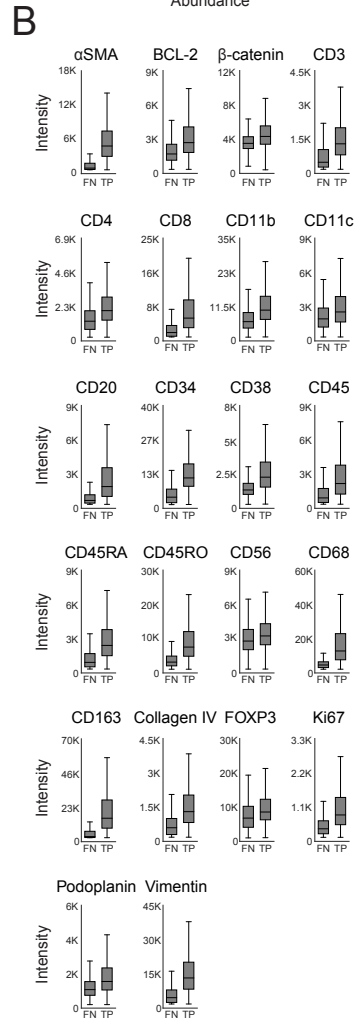 Abundance
B
αSMA BCL-2 β-catenin CD3
18K 9K 12K 4.5K
12K 6K 8K 3K
6K 3K 4K 1.5K
0 0 0 0
Intensity
FN TP FN TP FN TP FN TP
CD4 CD8 CD11b CD11c
6.9K 25K 35K 9K
4.6K 16K 23K 6K
2.3K 8K 11.5K 3K
0 0 0 0
Intensity
FN TP FN TP FN TP FN TP
CD20 CD34 CD38 CD45
9K 40K 8K 9K
6K 27K 5K 6K
3K 13K 2.5K 3K
0 0 0 0
Intensity
FN TP FN TP FN TP FN TP
CD45RA CD45RO CD56 CD68
9K 30K 9K 60K
6K 20K 6K 40K
3K 10K 3K 20K
0 0 0 0
Intensity
FN TP FN TP FN TP FN TP
CD163 Collagen IV FOXP3 Ki67
70K 4.5K 30K 3.3K
46K 3K 20K 2.2K
23K 1.5K 10K 1.1K
0 0 0 0
Intensity
FN TP FN TP FN TP FN TP
Podoplanin Vimentin
6K 45K
4K 30K
2K 15K
0 0
Intensity
FN TP FN TP